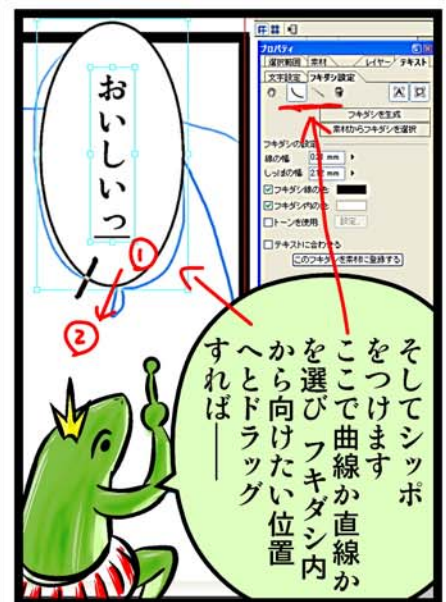 プロパティ
選択範囲 素材 レイヤー テキスト
文字設定 フキダシ設定
A
フキダシを生成
素材からフキダシを選択
フキダシの設定
線の幅 mm
しっぽの幅 mm
フキダシ線の色
フキダシ内の色
トーンを使用 設定...
テキストに合わせる
このフキダシを素材に登録する
おいしいっ
①
②
そしてシッポ
をつけます
ここで曲線か直線か
を選び フキダシ内
から向けたい位置
へとドラッグ
すれば――